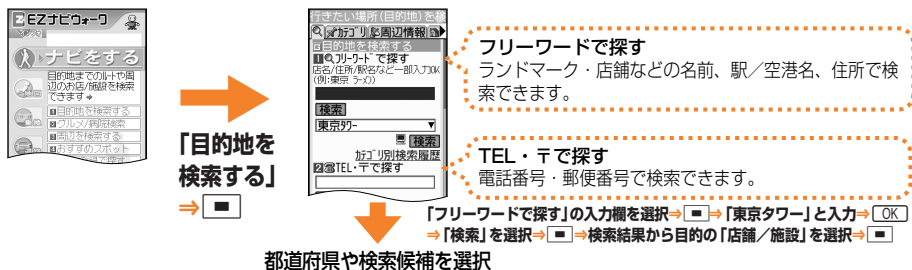 EZナビウォーク
ナビをする
目的地までのルートや周
辺のお店/施設を検索
できます
1目的地を検索する
2グルメ/病院検索
3周辺を検索する
4おすすめスポット
「目的地を
検索する」
⇒
行きたい場所(目的地)を検
カテゴリ 周辺情報
目的地を検索する
1フリーワードで探す
店名/住所/駅名など一部入力OK
(例:東京 ラーメン)
検索
東京タワー ▼
検索
カテゴリ別検索履歴
2TEL・〒で探す
フリーワードで探す
ランドマーク・店舗などの名前、駅／空港名、住所で検
索できます。
TEL・〒で探す
電話番号・郵便番号で検索できます。
「フリーワードで探す」の入力欄を選択⇒⇒「東京タワー」と入力⇒OK
⇒「検索」を選択⇒⇒検索結果から目的の「店舗／施設」を選択⇒
都道府県や検索候補を選択